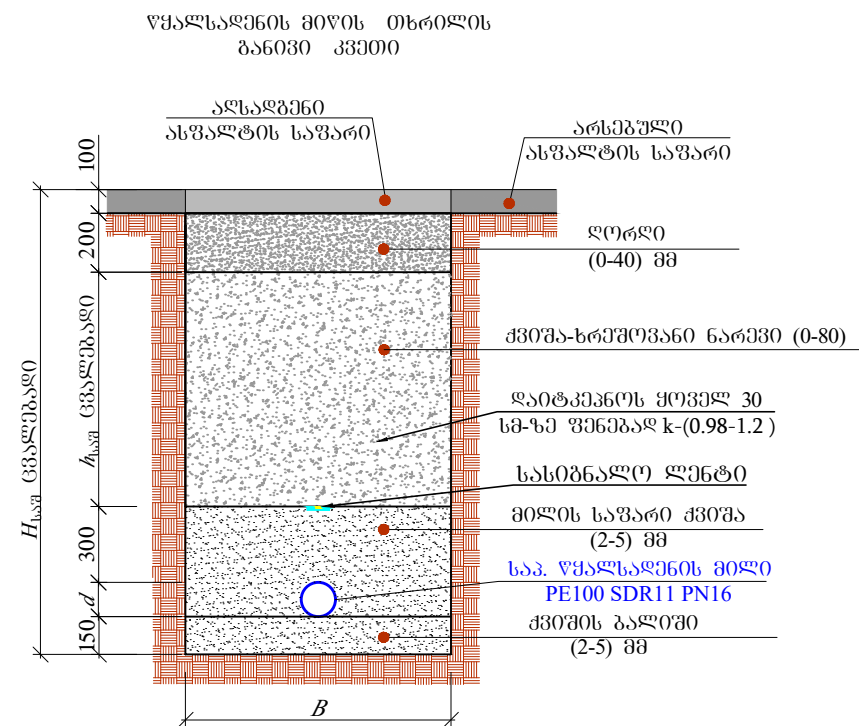 წყალსადენის მიწის თხრილის
განივი კვეთი
აღსადგენი
ასფალტის საფარი
არსებული
ასფალტის საფარი
100
200
ღორღი
(0-40) მმ
hსაშ ცვალებადი
Hსაშ ცვალებადი
ქვიშა-ხრეშოვანი ნარევი (0-80)
დაიტკეპნოს ყოველ 30
სმ-ზე ფენებად k-(0.98-1.2 )
სასიგნალო ლენტი
300
მილის საფარი ქვიშა
(2-5) მმ
d
საპ. წყალსადენის მილი
PE100 SDR11 PN16
150
ქვიშის ბალიში
(2-5) მმ
B